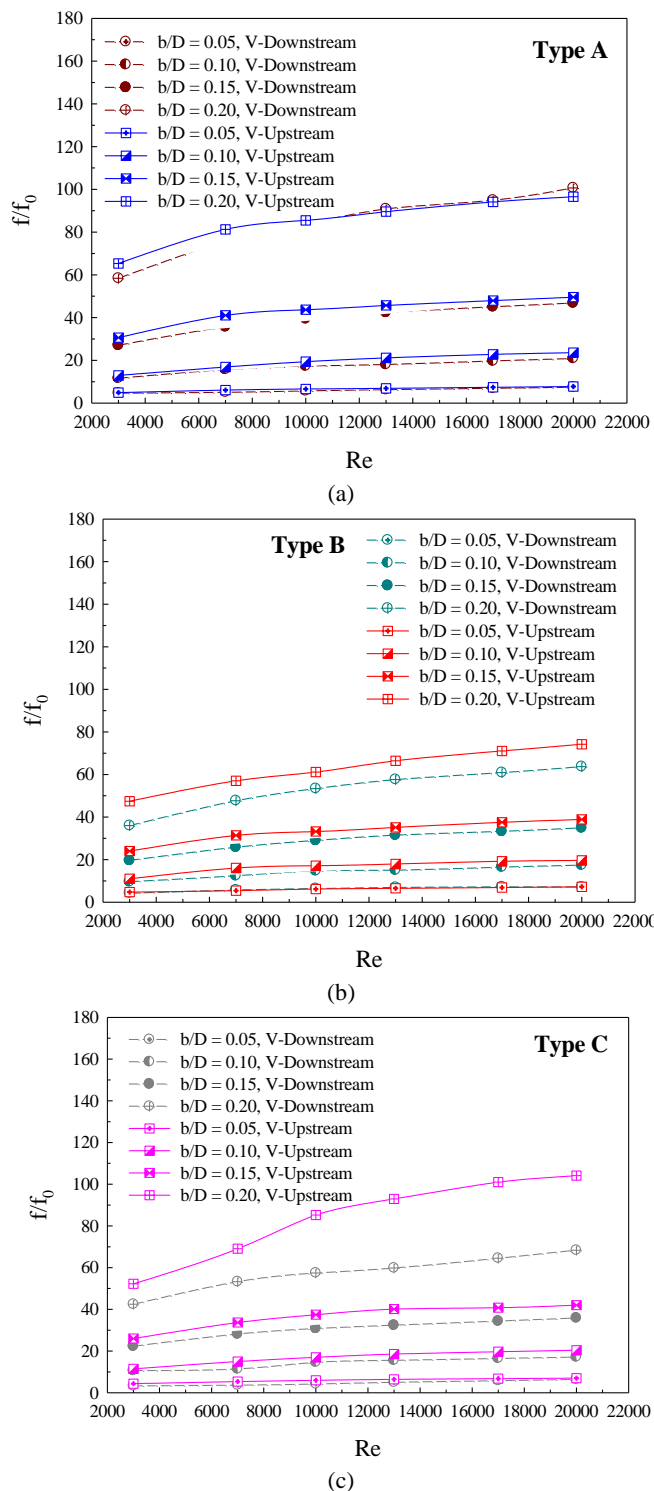 180
160
140
120
100
80
60
40
20
0
f/f0
b/D = 0.05, V-Downstream
b/D = 0.10, V-Downstream
b/D = 0.15, V-Downstream
b/D = 0.20, V-Downstream
b/D = 0.05, V-Upstream
b/D = 0.10, V-Upstream
b/D = 0.15, V-Upstream
b/D = 0.20, V-Upstream
Type A
2000 4000 6000 8000 10000 12000 14000 16000 18000 20000 22000
Re
(a)
180
160
140
120
100
80
60
40
20
0
f/f0
Type B
b/D = 0.05, V-Downstream
b/D = 0.10, V-Downstream
b/D = 0.15, V-Downstream
b/D = 0.20, V-Downstream
b/D = 0.05, V-Upstream
b/D = 0.10, V-Upstream
b/D = 0.15, V-Upstream
b/D = 0.20, V-Upstream
2000 4000 6000 8000 10000 12000 14000 16000 18000 20000 22000
Re
(b)
180
160
140
120
100
80
60
40
20
0
f/f0
b/D = 0.05, V-Downstream
b/D = 0.10, V-Downstream
b/D = 0.15, V-Downstream
b/D = 0.20, V-Downstream
b/D = 0.05, V-Upstream
b/D = 0.10, V-Upstream
b/D = 0.15, V-Upstream
b/D = 0.20, V-Upstream
Type C
2000 4000 6000 8000 10000 12000 14000 16000 18000 20000 22000
Re
(c)